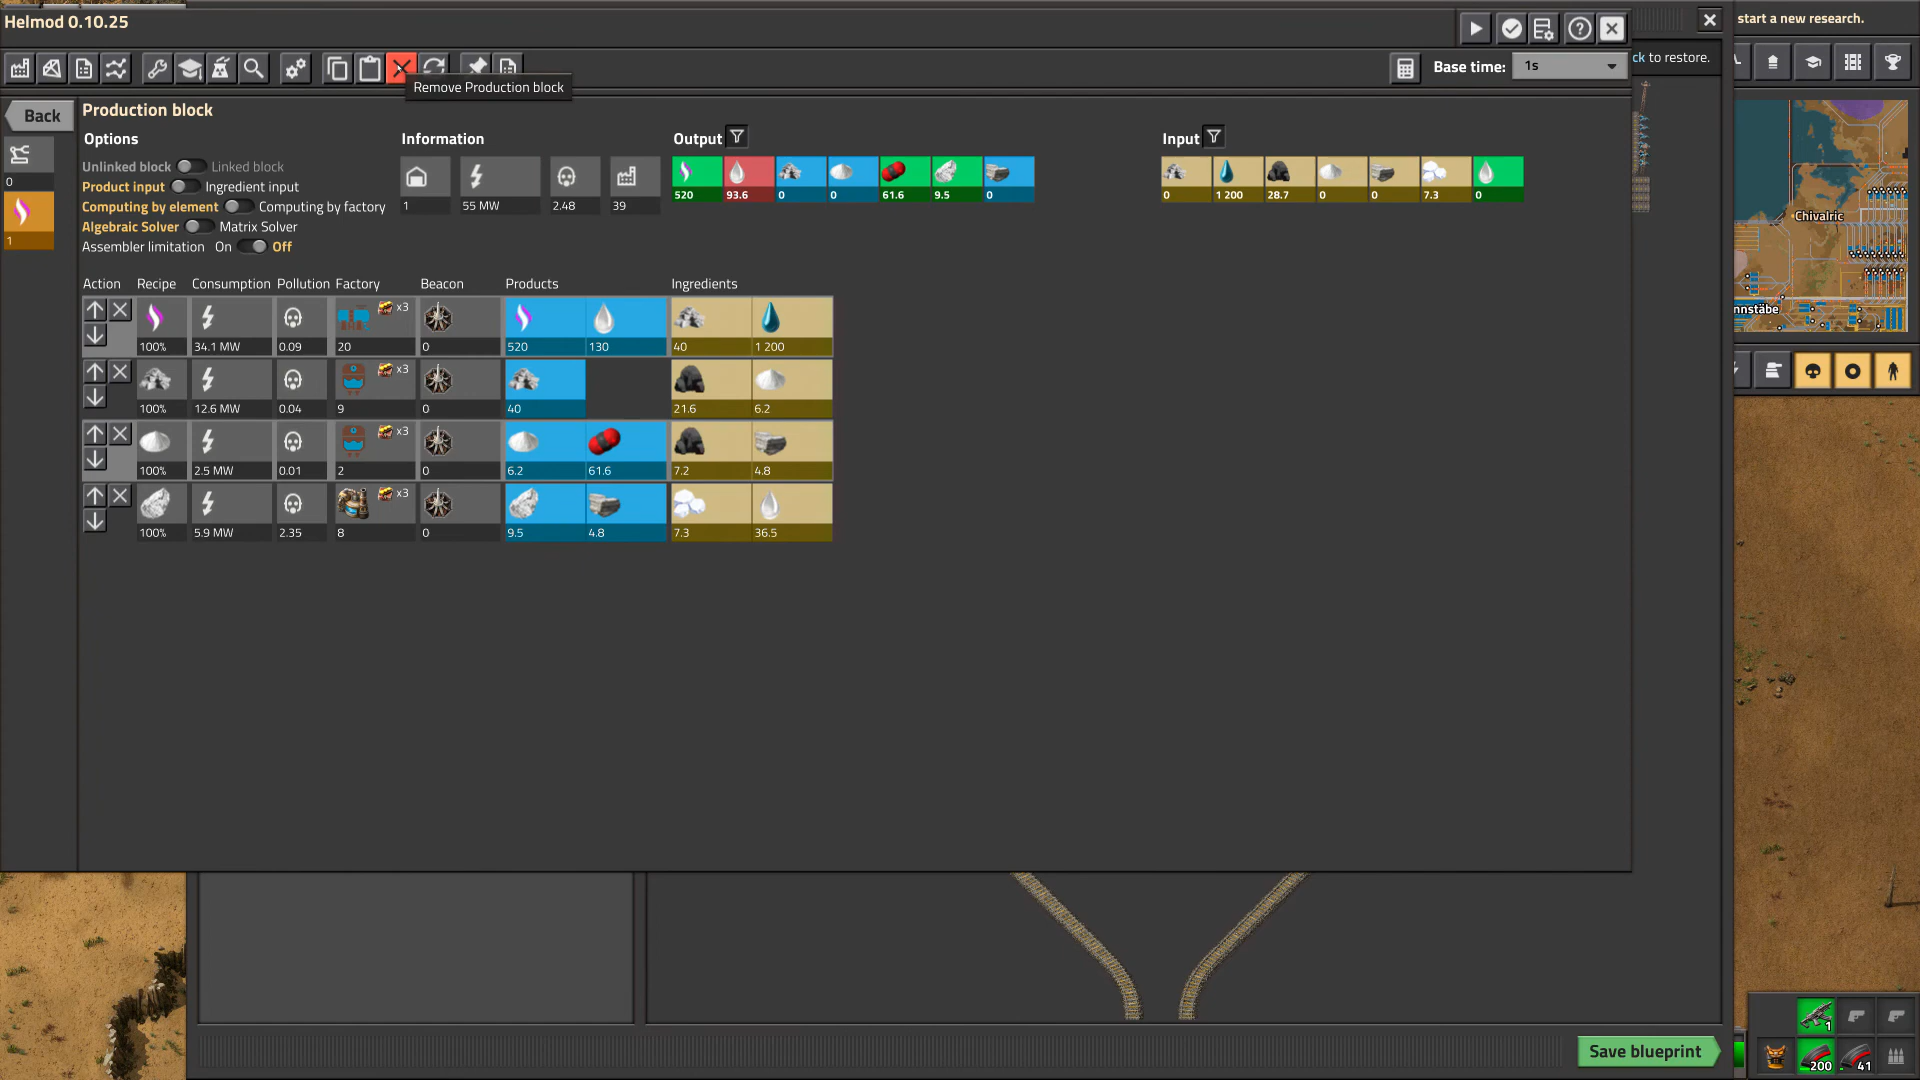 Helmod 0.10.25
start a new research.
Base time: 1s
ck to restore.
Remove Production block
Back
Production block
Options
Information
Output
Input
Unlinked block Linked block
Product input Ingredient input
Computing by element Computing by factory
Algebraic Solver Matrix Solver
Assembler limitation On Off
0
1
1 55 MW 2.48 39
520 93.6 0 0 61.6 9.5 0
0 1 200 28.7 0 0 7.3 0
Action Recipe Consumption Pollution Factory Beacon Products Ingredients
x3
100% 34.1 MW 0.09 20 0 520 130 40 1 200
x3
100% 12.6 MW 0.04 9 0 40 21.6 6.2
x3
100% 2.5 MW 0.01 2 0 6.2 61.6 7.2 4.8
x3
100% 5.9 MW 2.35 8 0 9.5 4.8 7.3 36.5
Chivalric
nnstäbe
Save blueprint
1
200 41